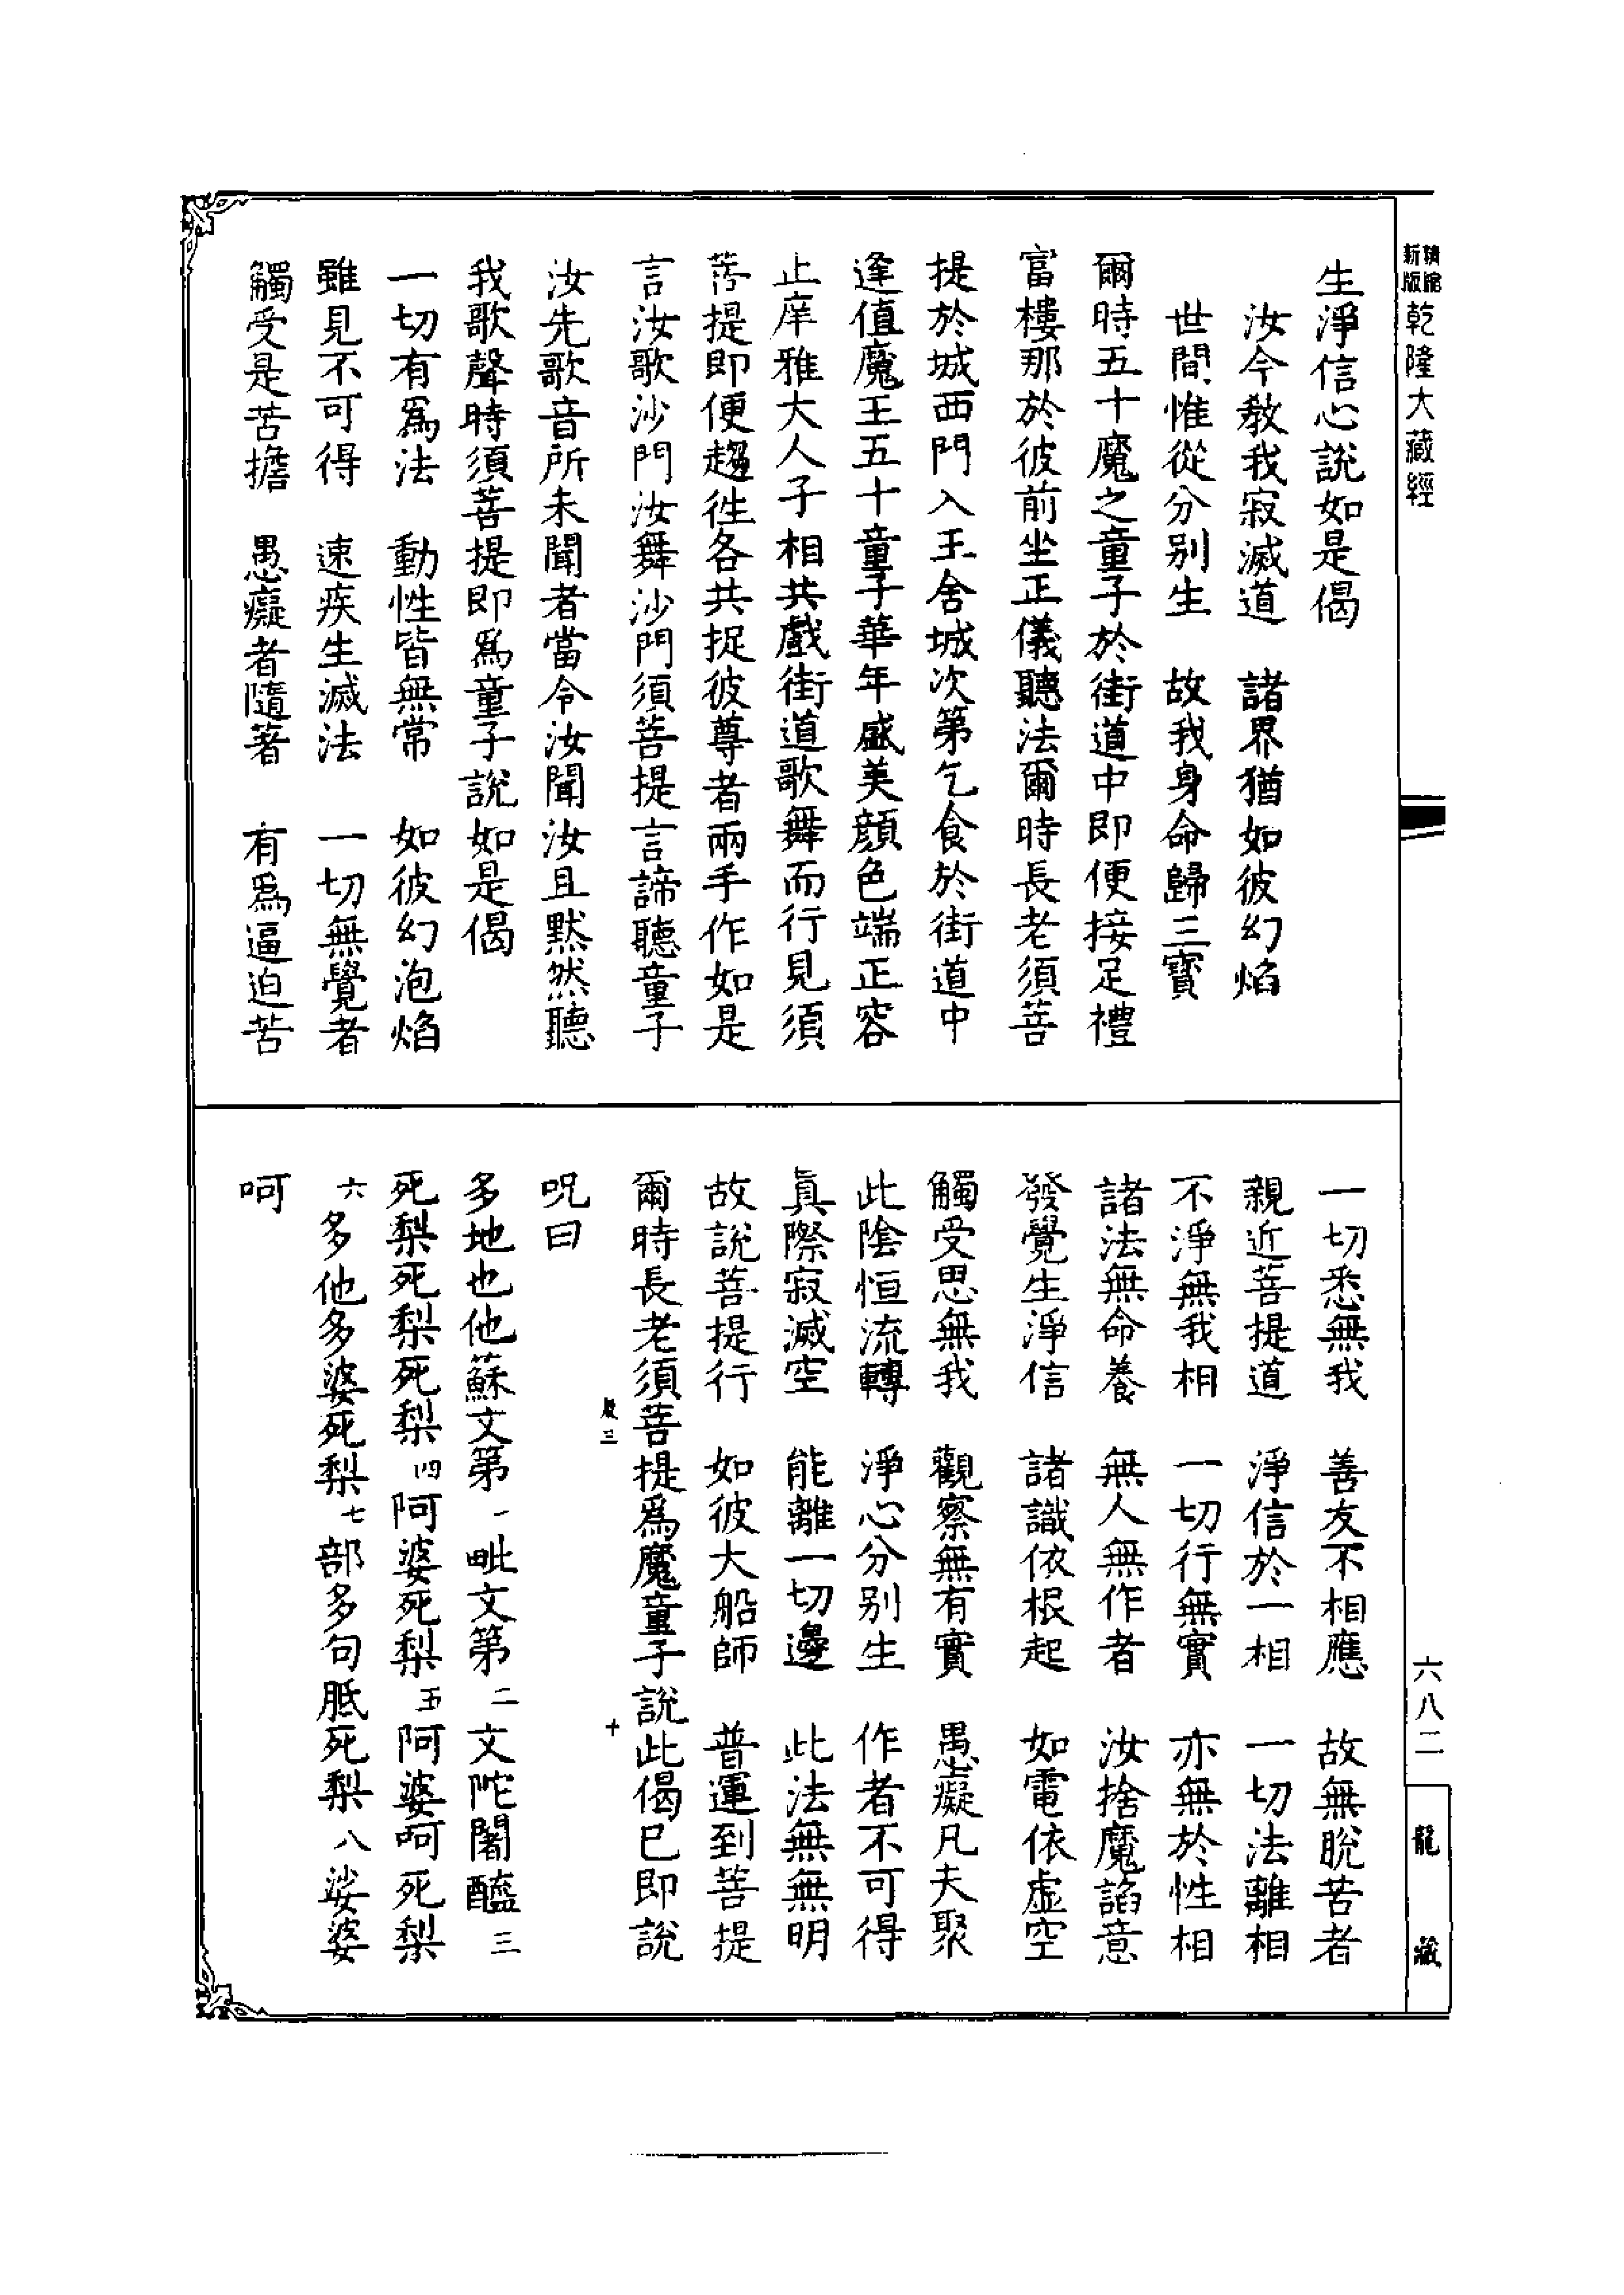 精縮
新版
乾隆大藏經
生淨信心說如是偈
汝今教我寂滅道　諸界猶如彼幻焰
世間惟從分別生　故我身命歸三寶
爾時五十魔之童子於街道中即便接足禮
富樓那於彼前坐正儀聽法爾時長老須菩
提於城西門入王舍城次第乞食於街道中
逢值魔王五十童子華年盛美顏色端正容
止庠雅大人子相共戲街道歌舞而行見須
菩提即便趨徃各共捉彼尊者兩手作如是
言汝歌沙門汝舞沙門須菩提言諦聽童子
汝先歌音所未聞者當令汝聞汝且默然聽
我歌聲時須菩提即爲童子說如是偈
一切有爲法　動性皆無常　如彼幻泡焰
雖見不可得　速疾生滅法　一切無覺者
觸受是苦擔　愚癡者隨著　有爲逼迫苦
一切悉無我　善友不相應　故無脫苦者
親近菩提道　淨信於一相　一切法離相
不淨無我相　一切行無實　亦無於性相
諸法無命養　無人無作者　汝捨魔諂意
發覺生淨信　諸識依根起　如電依虛空
觸受思無我　觀察無有實　愚癡凡夫聚
此陰恒流轉　淨心分別生　作者不可得
眞際寂滅空　能離一切邊　此法無無明
故說菩提行　如彼大船師　普運到菩提
爾時長老須菩提爲魔童子說此偈已即說
三　十
呪曰
多地也他蘇文第一毗文第二文陀闍醯三
死梨死梨死梨四阿婆死梨五阿婆呵死梨
六多他多婆死梨七部多句胝死梨八娑婆
呵
六八二
龍藏